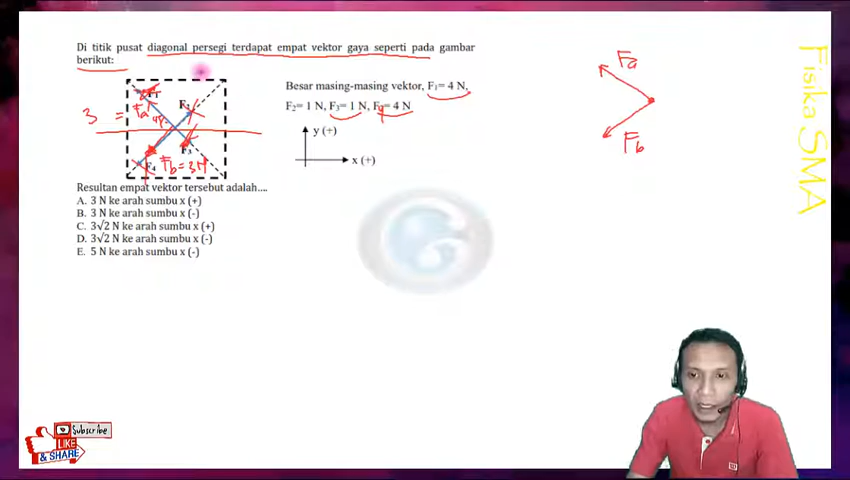 Di titik pusat diagonal persegi terdapat empat vektor gaya seperti pada gambar
berikut:
F1
F2
F3
F4
3 = Fa
45°
Fb = 3N
Besar masing-masing vektor, F1= 4 N,
F2= 1 N, F3= 1 N, F4= 4 N
y (+)
x (+)
Resultan empat vektor tersebut adalah....
A. 3 N ke arah sumbu x (+)
B. 3 N ke arah sumbu x (-)
C. 3√2 N ke arah sumbu x (+)
D. 3√2 N ke arah sumbu x (-)
E. 5 N ke arah sumbu x (-)
Fa
Fb
Fisika SMA
Subscribe
LIKE
& SHARE